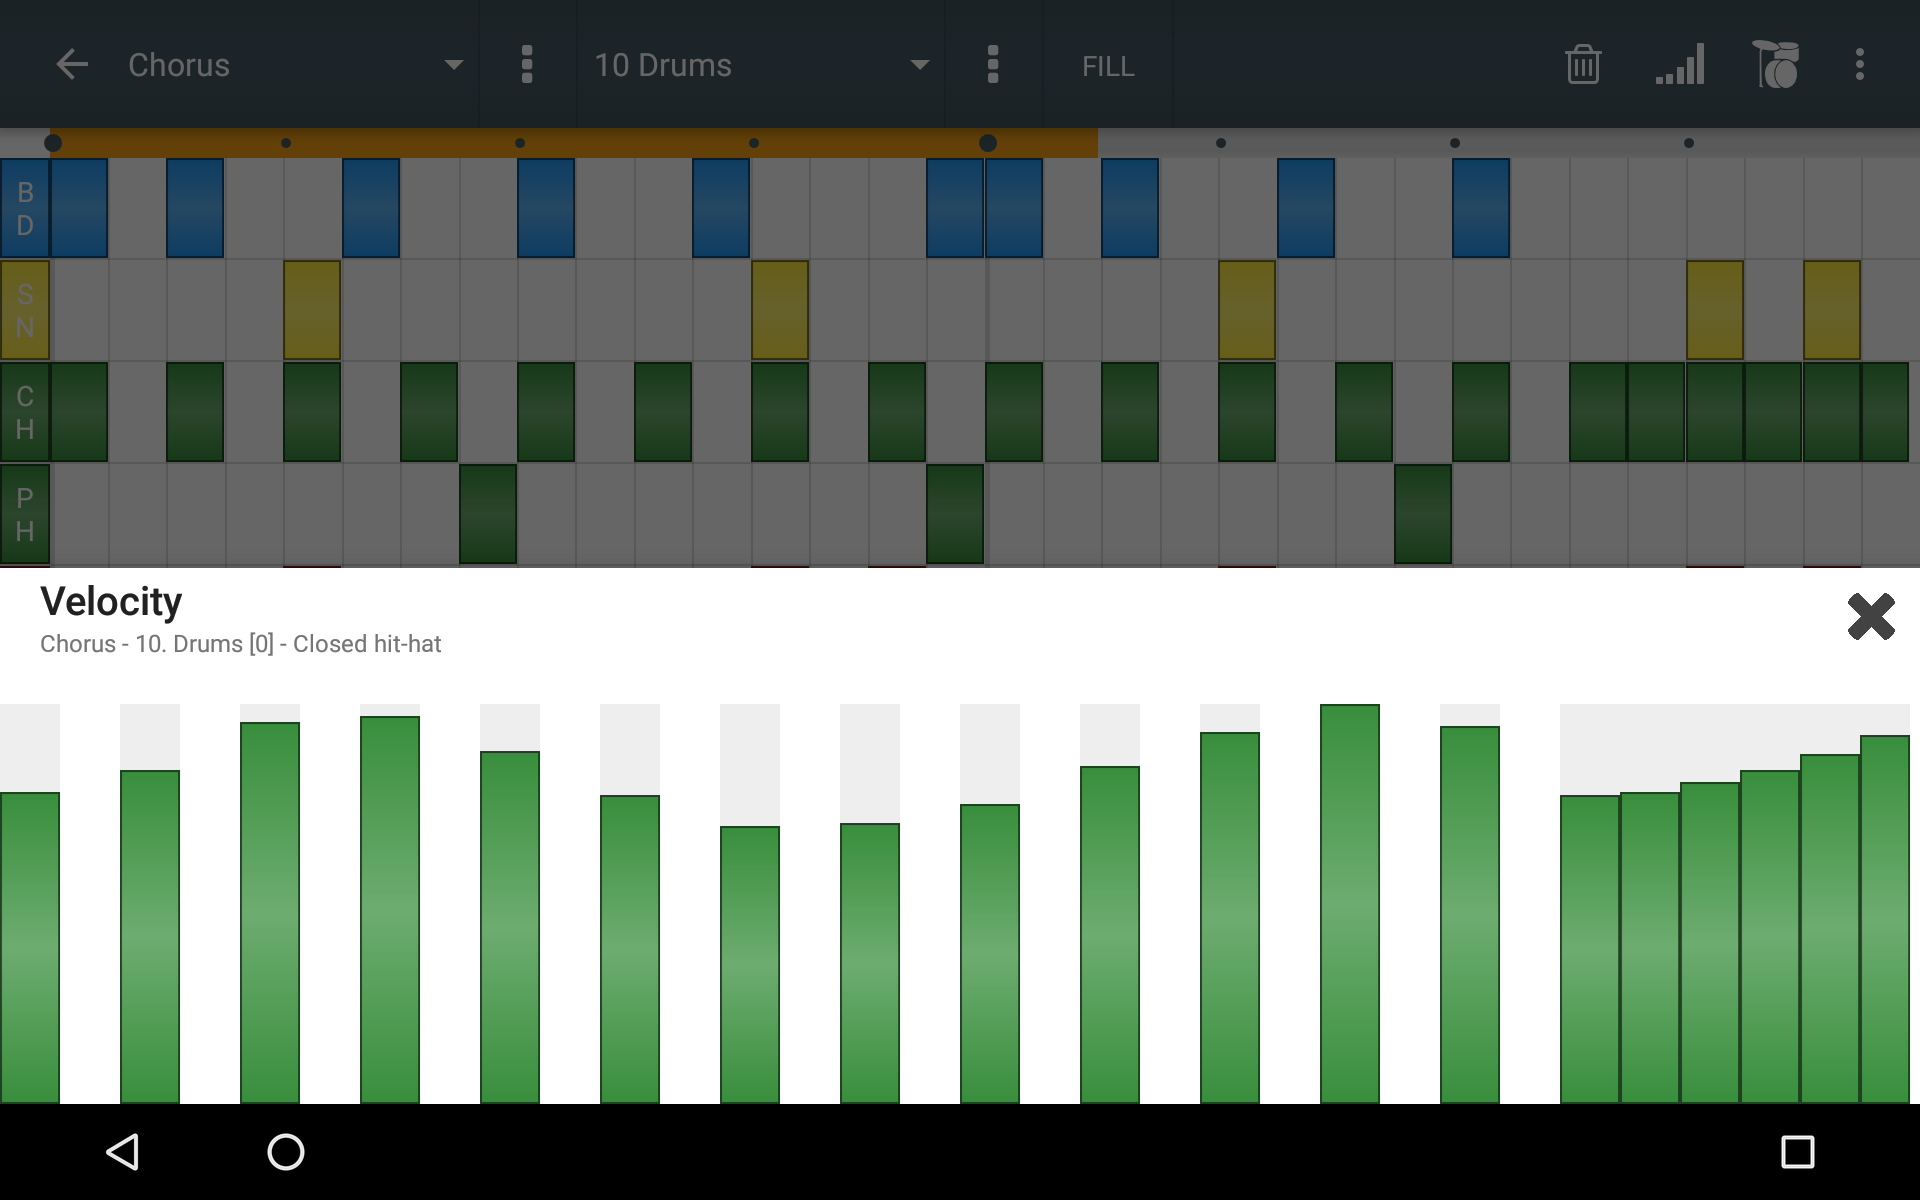 Chorus
10 Drums
FILL
B
D
S
N
C
H
P
H
Velocity
Chorus - 10. Drums [0] - Closed hit-hat